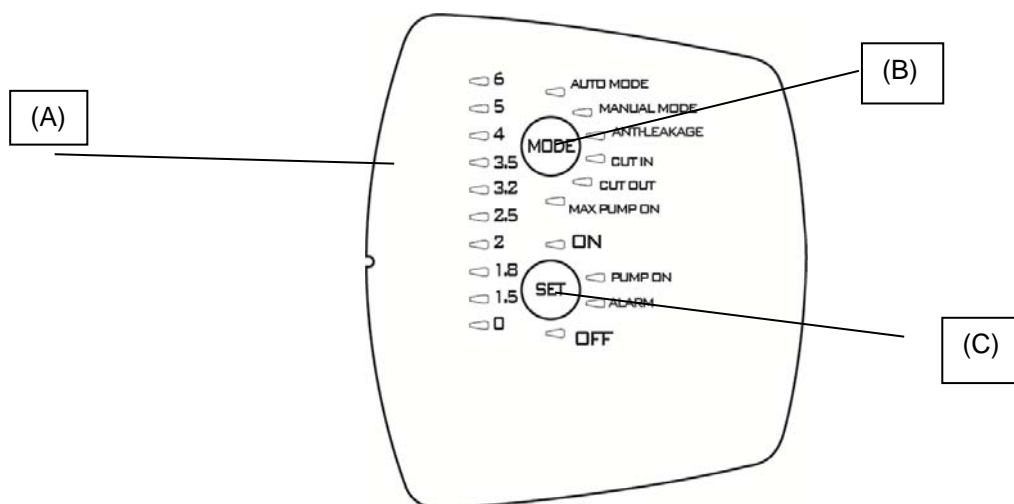 (A)
6
5
4
3.5
3.2
2.5
2
1.8
1.5
0
AUTO MODE
MANUAL MODE
ANTI-LEAKAGE
MODE
CUT IN
CUT OUT
MAX PUMP ON
ON
PUMP ON
SET
ALARM
OFF
(B)
(C)